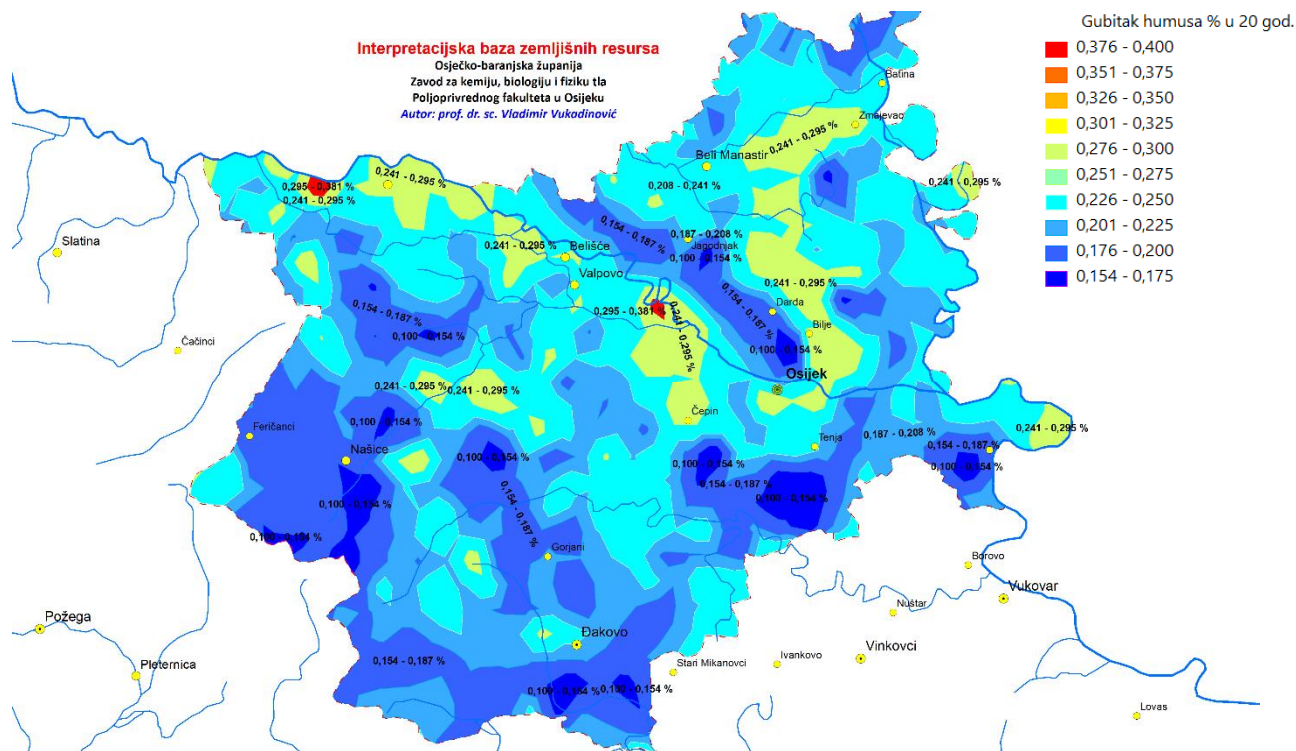 Gubitak humusa % u 20 god.
0,376 - 0,400
0,351 - 0,375
0,326 - 0,350
0,301 - 0,325
0,276 - 0,300
0,251 - 0,275
0,226 - 0,250
0,201 - 0,225
0,176 - 0,200
0,154 - 0,175
Interpretacijska baza zemljišnih resursa
Osječko-baranjska županija
Zavod za kemiju, biologiju i fiziku tla
Poljoprivrednog fakulteta u Osijeku
Autor: prof. dr. sc. Vladimir Vukadinović
Batina
Zmajevac
0,241 - 0,295 %
Beli Manastir
0,295 - 0,381 %
0,241 - 0,295 %
0,241 - 0,295 %
0,208 - 0,241 %
0,241 - 0,295 %
Slatina
0,154 - 0,187 %
0,187 - 0,208 %
Jagodnjak
0,100 - 0,154 %
0,241 - 0,295 %
Belišće
Valpovo
0,241 - 0,295 %
0,154 - 0,187 %
0,295 - 0,381 %
0,241 - 0,295 %
0,154 - 0,187 %
Darda
Bilje
0,100 - 0,154 %
0,100 - 0,154 %
Čačinci
Osijek
0,241 - 0,295 %
0,241 - 0,295 %
Čepin
0,100 - 0,154 %
Feričanci
0,187 - 0,208 %
0,241 - 0,295 %
Tenja
0,154 - 0,187 %
Našice
0,100 - 0,154 %
0,100 - 0,154 %
0,100 - 0,154 %
0,154 - 0,187 %
0,100 - 0,154 %
0,100 - 0,154 %
0,154 - 0,187 %
0,100 - 0,154 %
Gorjani
Borovo
Vukovar
Nuštar
Požega
Đakovo
Vinkovci
0,154 - 0,187 %
Stari Mikanovci
Ivankovo
Pleternica
0,100 - 0,154 %
0,100 - 0,154 %
Lovas